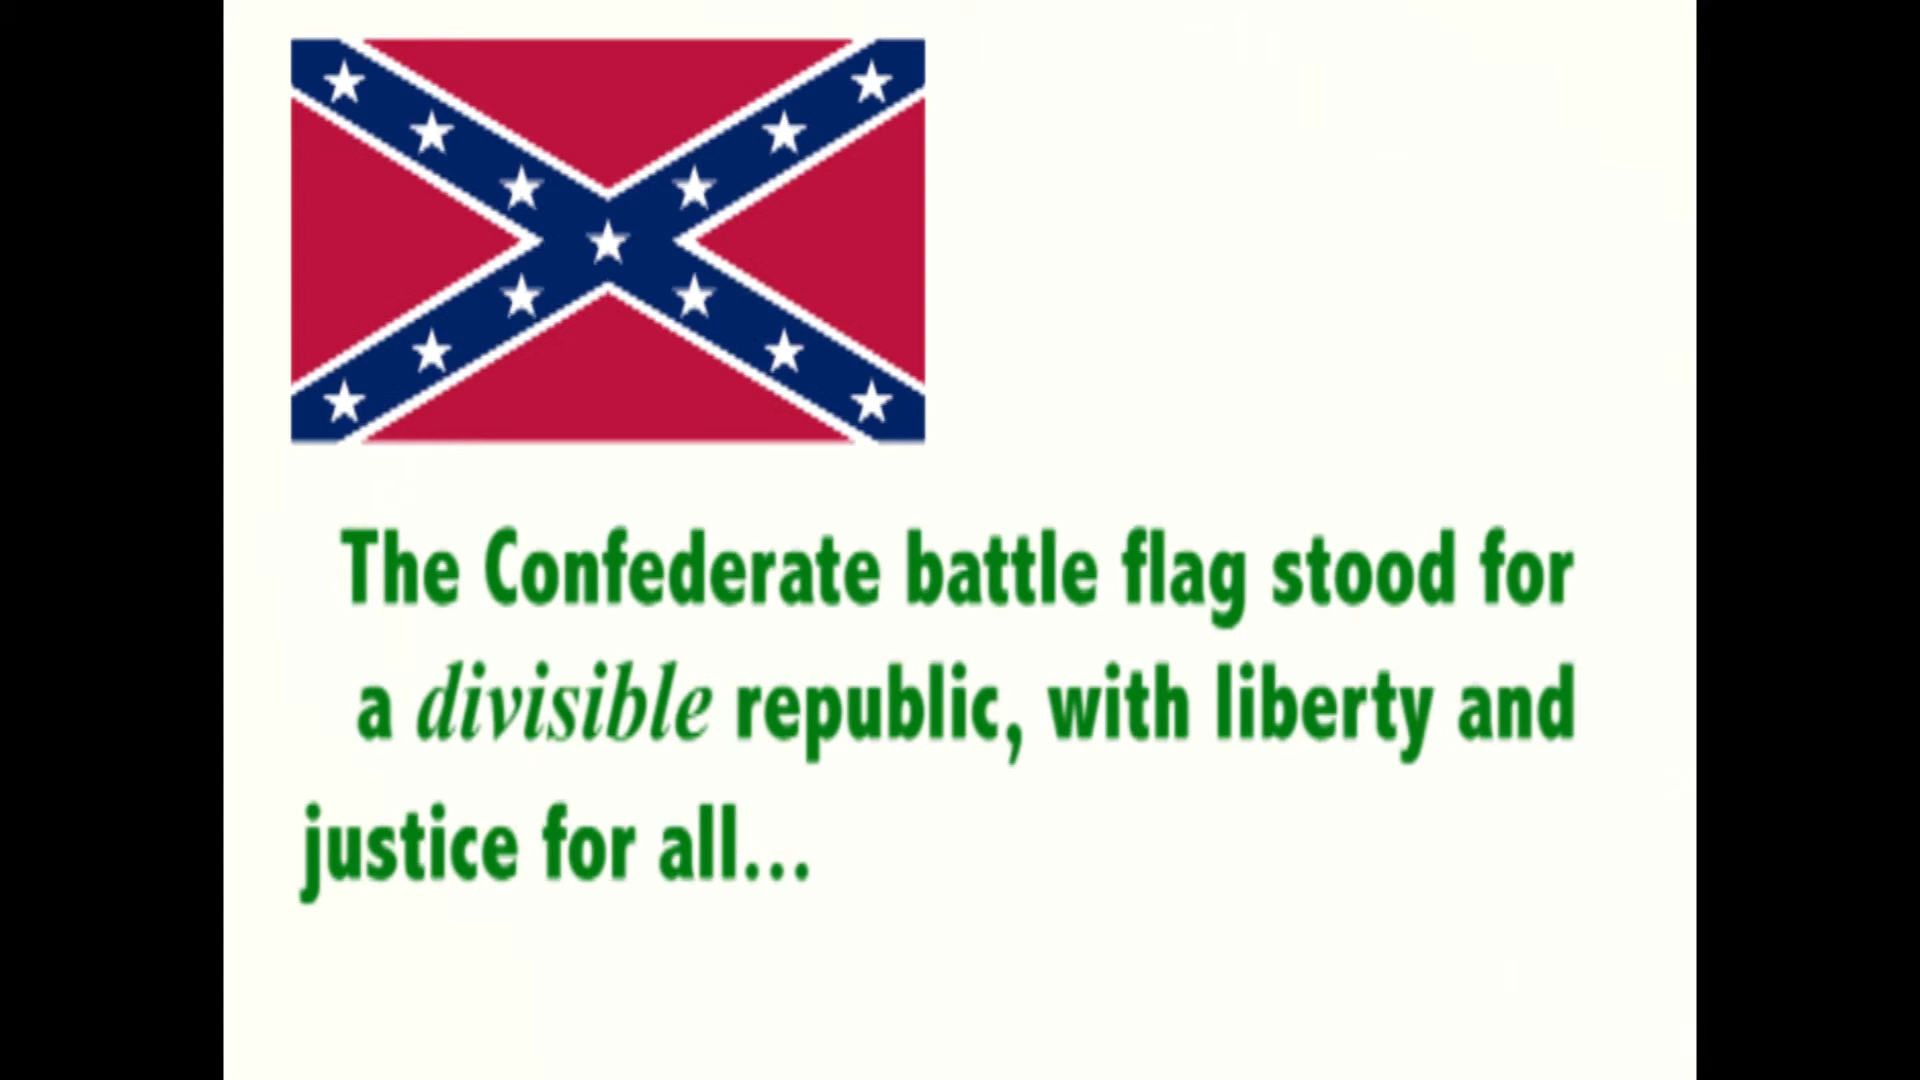 The Confederate battle flag stood for
a divisible republic, with liberty and
justice for all...